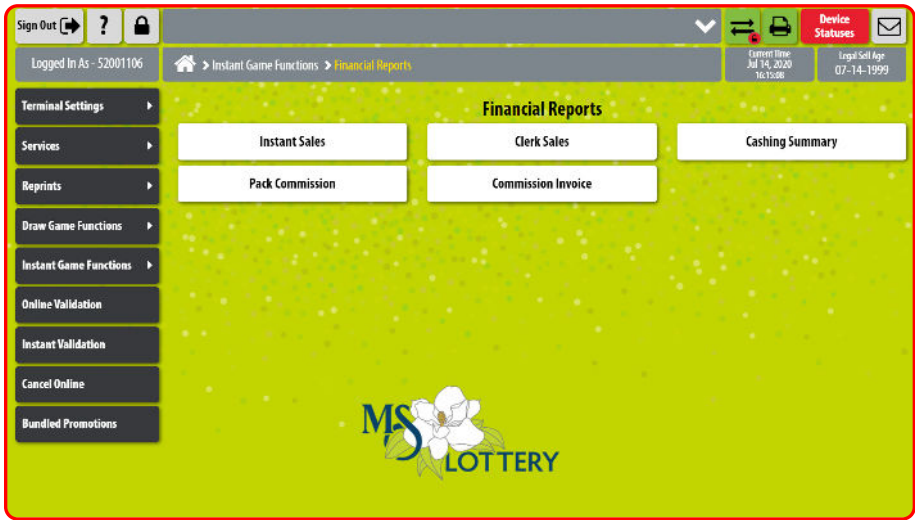 Sign Out ?
Device
Statuses
Logged In As - 52001106
> Instant Game Functions > Financial Reports
Current Time
Jul 14, 2020
16:15:08
Legal Sell Age
07-14-1999
Terminal Settings
Services
Reprints
Draw Game Functions
Instant Game Functions
Online Validation
Instant Validation
Cancel Online
Bundled Promotions
Financial Reports
Instant Sales Clerk Sales Cashing Summary
Pack Commission Commission Invoice
MS
LOTTERY